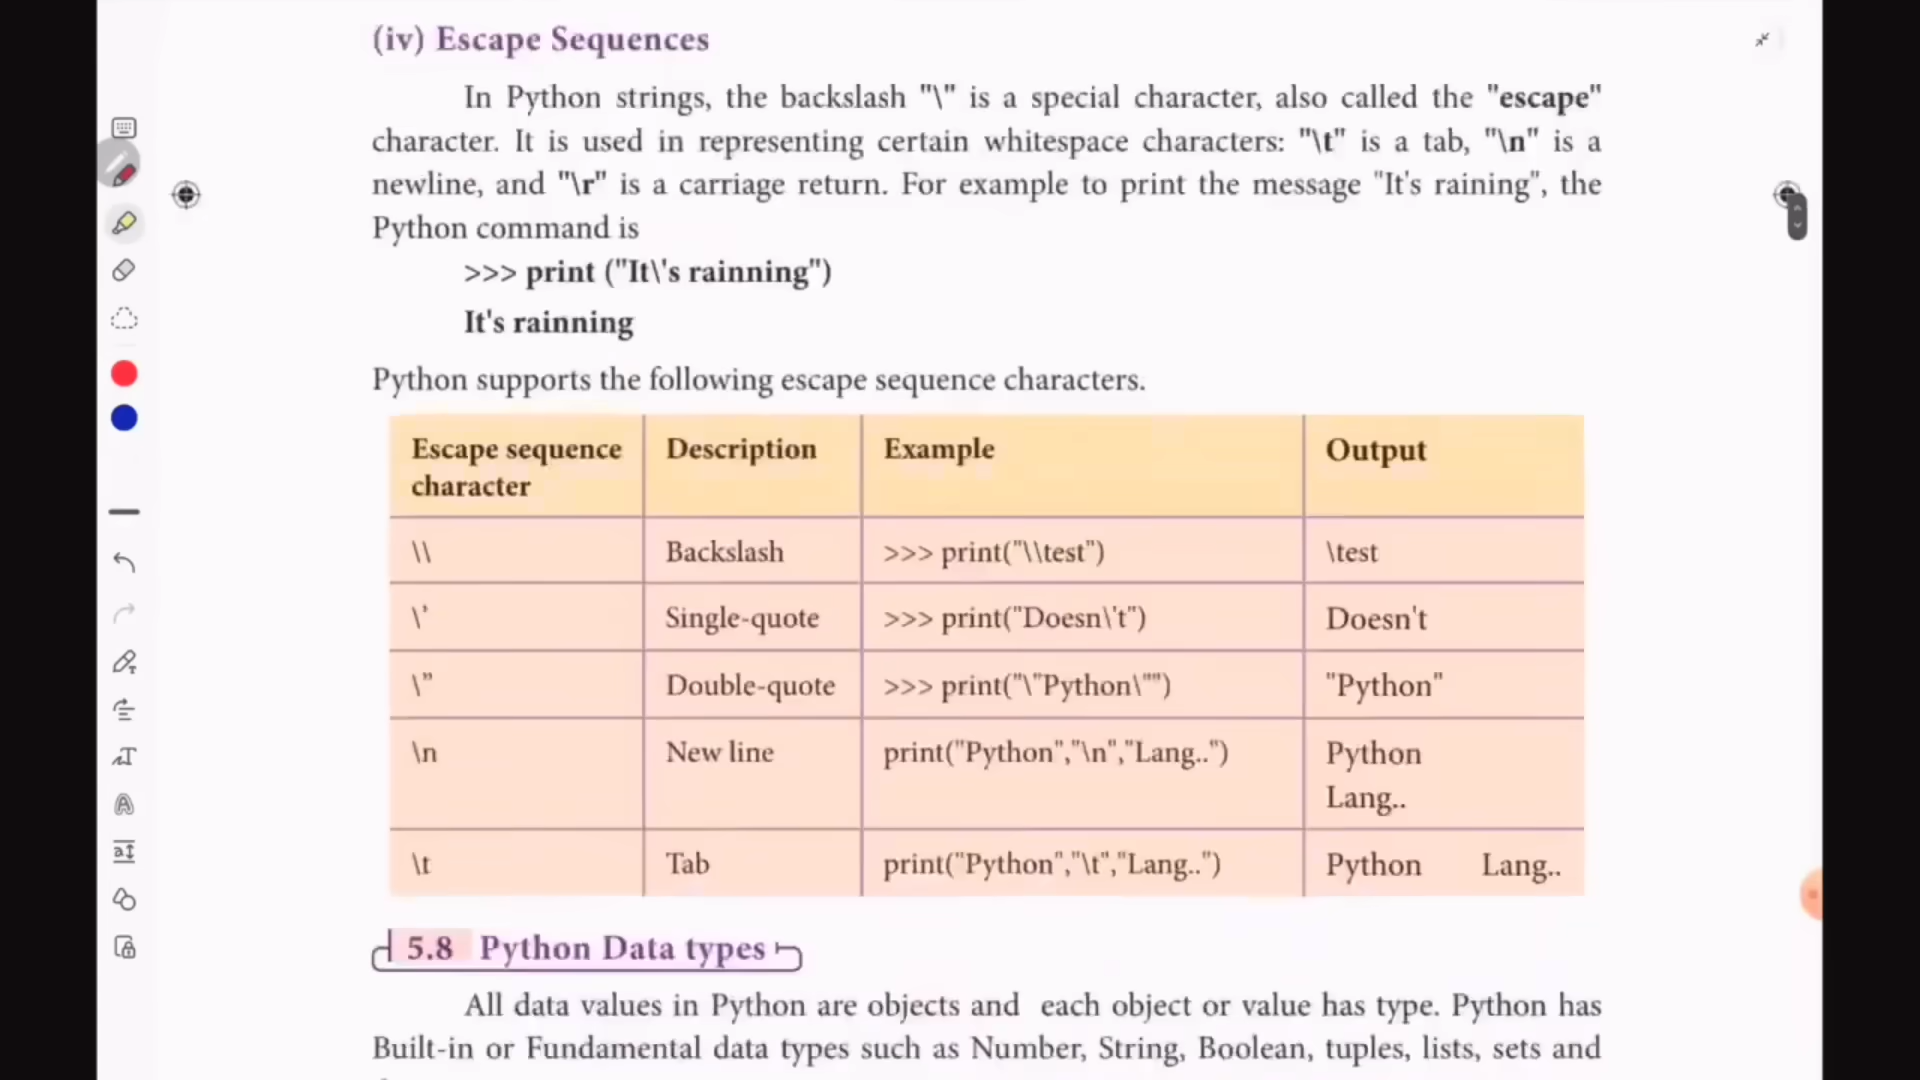 (iv) Escape Sequences
In Python strings, the backslash "\" is a special character, also called the "escape"
character. It is used in representing certain whitespace characters: "\t" is a tab, "\n" is a
newline, and "\r" is a carriage return. For example to print the message "It's raining", the
Python command is
>>> print ("It\'s rainning")
It's rainning
Python supports the following escape sequence characters.
Escape sequence character Description Example Output
\\ Backslash >>> print("\\test") \test
\’ Single-quote >>> print("Doesn\'t") Doesn't
\” Double-quote >>> print("\"Python\"") "Python"
\n New line print("Python","\n","Lang..") Python
Lang..
\t Tab print("Python","\t","Lang..") Python Lang..
5.8 Python Data types
All data values in Python are objects and each object or value has type. Python has
Built-in or Fundamental data types such as Number, String, Boolean, tuples, lists, sets and